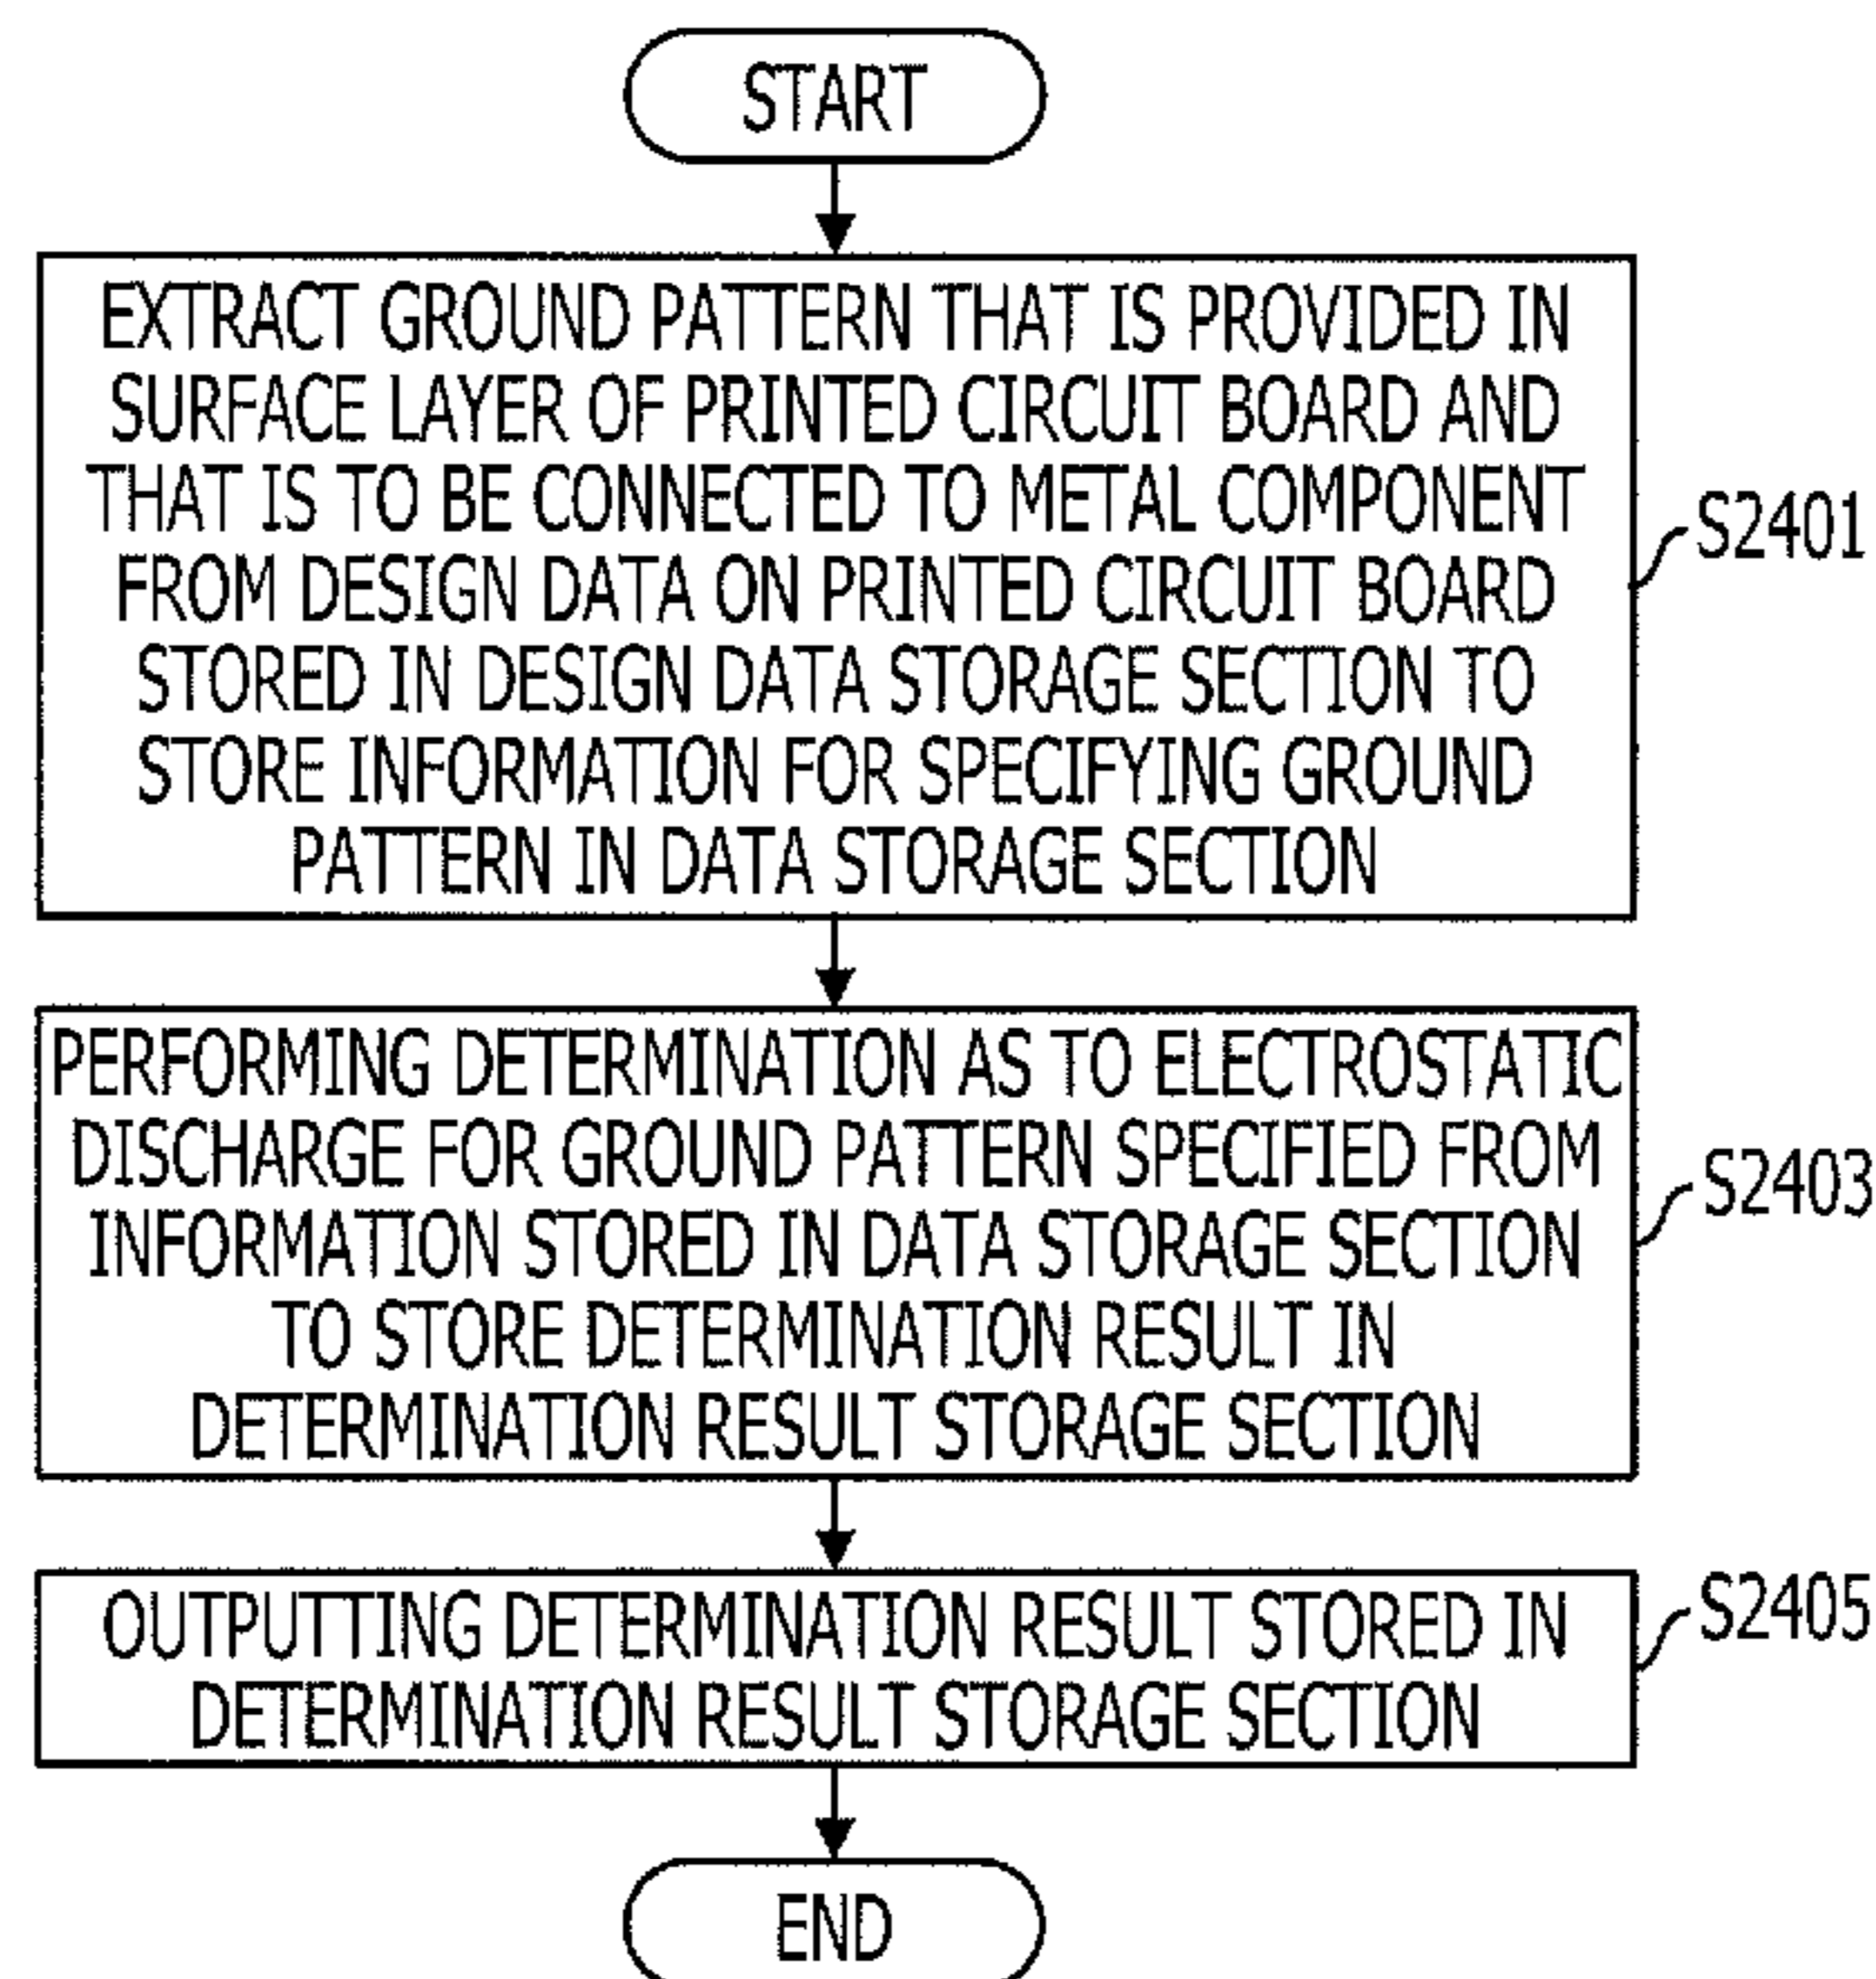 START
EXTRACT GROUND PATTERN THAT IS PROVIDED IN
SURFACE LAYER OF PRINTED CIRCUIT BOARD AND
THAT IS TO BE CONNECTED TO METAL COMPONENT
FROM DESIGN DATA ON PRINTED CIRCUIT BOARD
STORED IN DESIGN DATA STORAGE SECTION TO
STORE INFORMATION FOR SPECIFYING GROUND
PATTERN IN DATA STORAGE SECTION
S2401
PERFORMING DETERMINATION AS TO ELECTROSTATIC
DISCHARGE FOR GROUND PATTERN SPECIFIED FROM
INFORMATION STORED IN DATA STORAGE SECTION
TO STORE DETERMINATION RESULT IN
DETERMINATION RESULT STORAGE SECTION
S2403
OUTPUTTING DETERMINATION RESULT STORED IN
DETERMINATION RESULT STORAGE SECTION
S2405
END